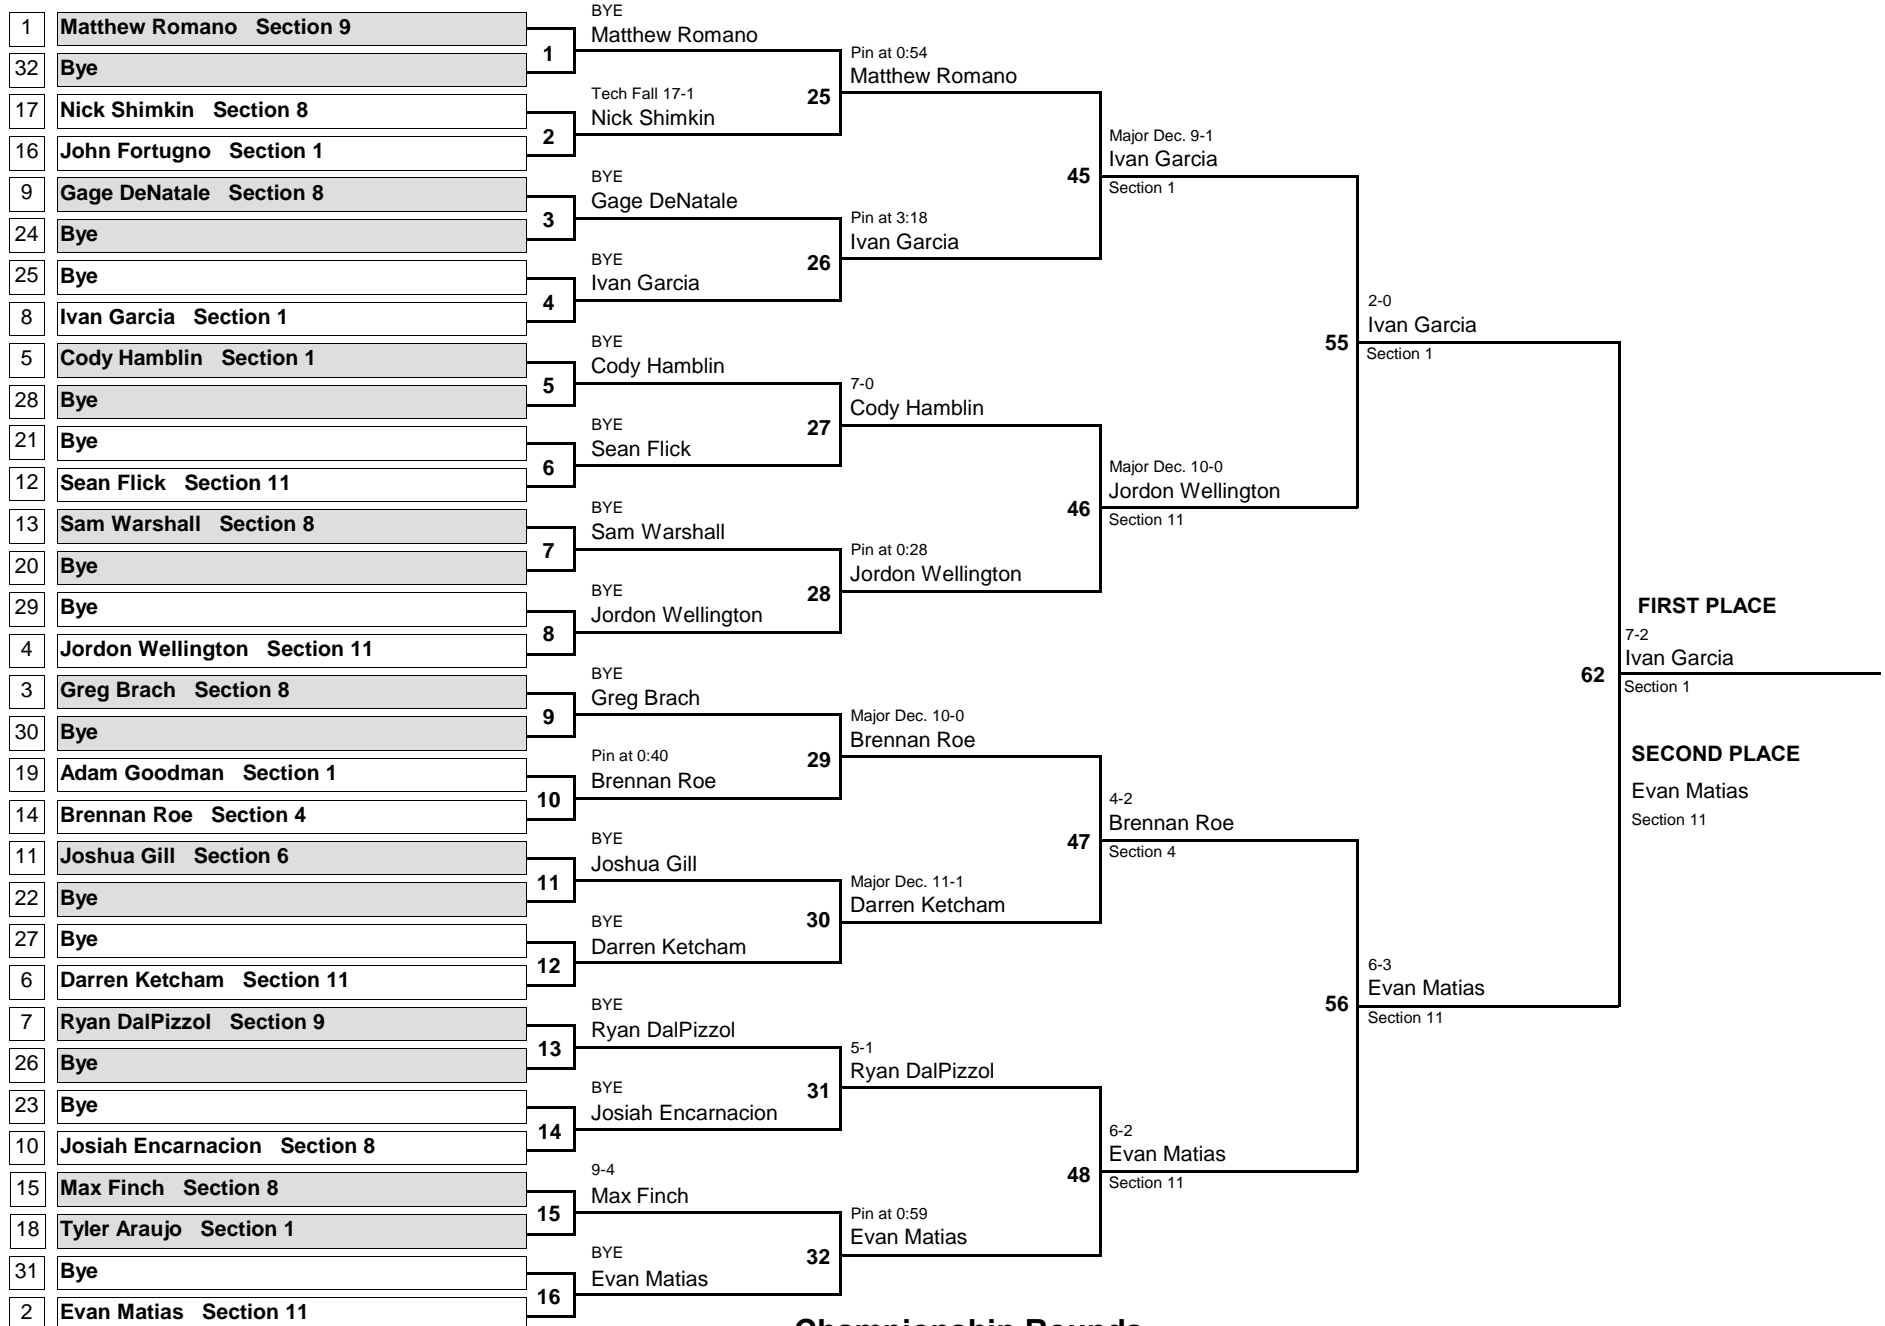 1 Matthew Romano Section 9
32 Bye
17 Nick Shimkin Section 8
16 John Fortugno Section 1
9 Gage DeNatale Section 8
24 Bye
25 Bye
8 Ivan Garcia Section 1
5 Cody Hamblin Section 1
28 Bye
21 Bye
12 Sean Flick Section 11
13 Sam Warshall Section 8
20 Bye
29 Bye
4 Jordon Wellington Section 11
3 Greg Brach Section 8
30 Bye
19 Adam Goodman Section 1
14 Brennan Roe Section 4
11 Joshua Gill Section 6
22 Bye
27 Bye
6 Darren Ketcham Section 11
7 Ryan DalPizzol Section 9
26 Bye
23 Bye
10 Josiah Encarnacion Section 8
15 Max Finch Section 8
18 Tyler Araujo Section 1
31 Bye
2 Evan Matias Section 11
1
2
3
4
5
6
7
8
9
10
11
12
13
14
15
16
BYE
Matthew Romano
Tech Fall 17-1
Nick Shimkin
BYE
Gage DeNatale
BYE
Ivan Garcia
BYE
Cody Hamblin
BYE
Sean Flick
BYE
Sam Warshall
BYE
Jordon Wellington
BYE
Greg Brach
Pin at 0:40
Brennan Roe
BYE
Joshua Gill
BYE
Darren Ketcham
BYE
Ryan DalPizzol
BYE
Josiah Encarnacion
9-4
Max Finch
BYE
Evan Matias
25
26
27
28
29
30
31
32
Pin at 0:54
Matthew Romano
Pin at 3:18
Ivan Garcia
7-0
Cody Hamblin
Pin at 0:28
Jordon Wellington
Major Dec. 10-0
Brennan Roe
Major Dec. 11-1
Darren Ketcham
5-1
Ryan DalPizzol
Pin at 0:59
Evan Matias
45
46
47
48
Major Dec. 9-1
Ivan Garcia
Section 1
Major Dec. 10-0
Jordon Wellington
Section 11
4-2
Brennan Roe
Section 4
6-2
Evan Matias
Section 11
55
56
2-0
Ivan Garcia
Section 1
6-3
Evan Matias
Section 11
62
FIRST PLACE
7-2
Ivan Garcia
Section 1
SECOND PLACE
Evan Matias
Section 11
Championship Rounds